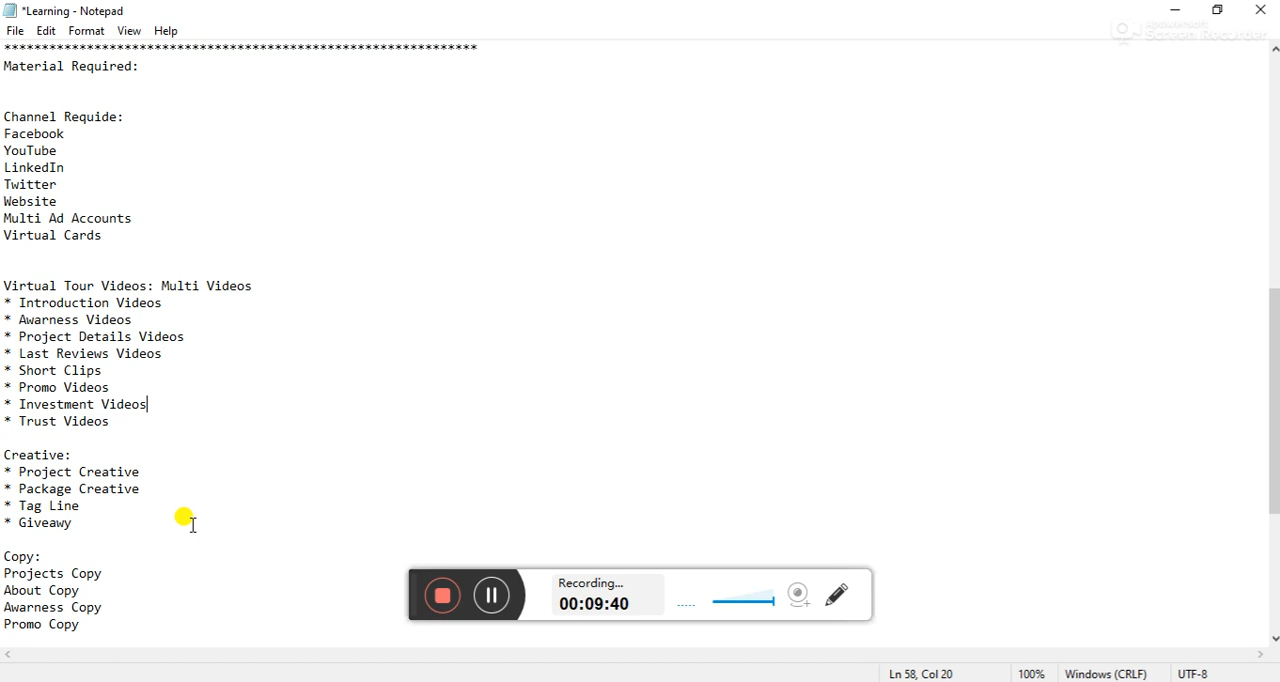 *Learning - Notepad
File Edit Format View Help
Apowersoft
Screen Recorder
***************************************************************
Material Required:
Channel Requide:
Facebook
YouTube
LinkedIn
Twitter
Website
Multi Ad Accounts
Virtual Cards
Virtual Tour Videos: Multi Videos
* Introduction Videos
* Awarness Videos
* Project Details Videos
* Last Reviews Videos
* Short Clips
* Promo Videos
* Investment Videos
* Trust Videos
Creative:
* Project Creative
* Package Creative
* Tag Line
* Giveawy
Copy:
Projects Copy
About Copy
Awarness Copy
Promo Copy
Recording...
00:09:40
Ln 58, Col 20 100% Windows (CRLF) UTF-8